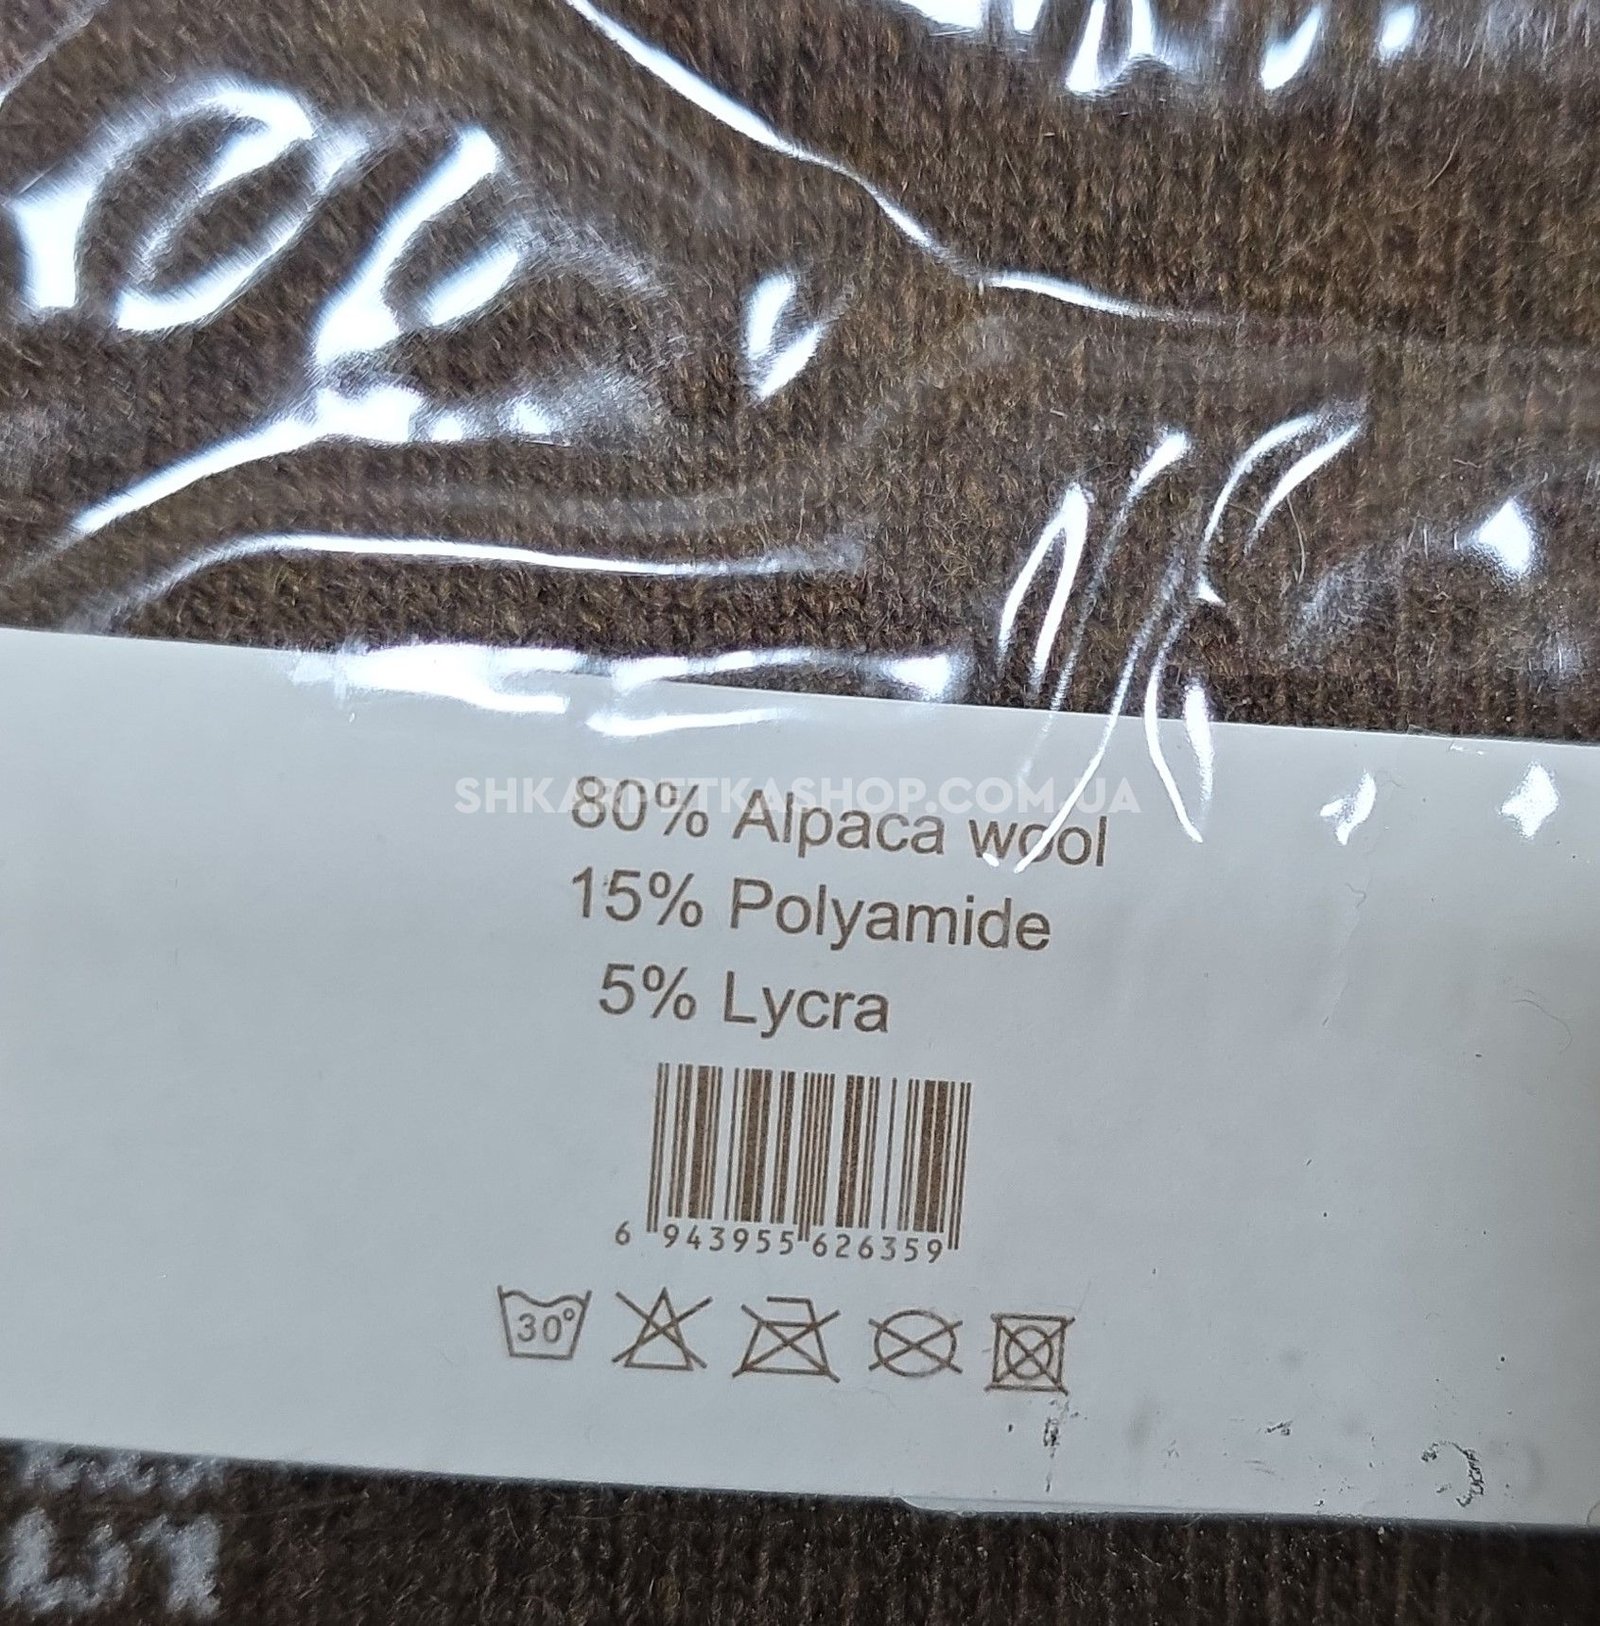 SHKARPETKASHOP.COM.UA
80% Alpaca wool
15% Polyamide
5% Lycra
6 943955 626359
30°